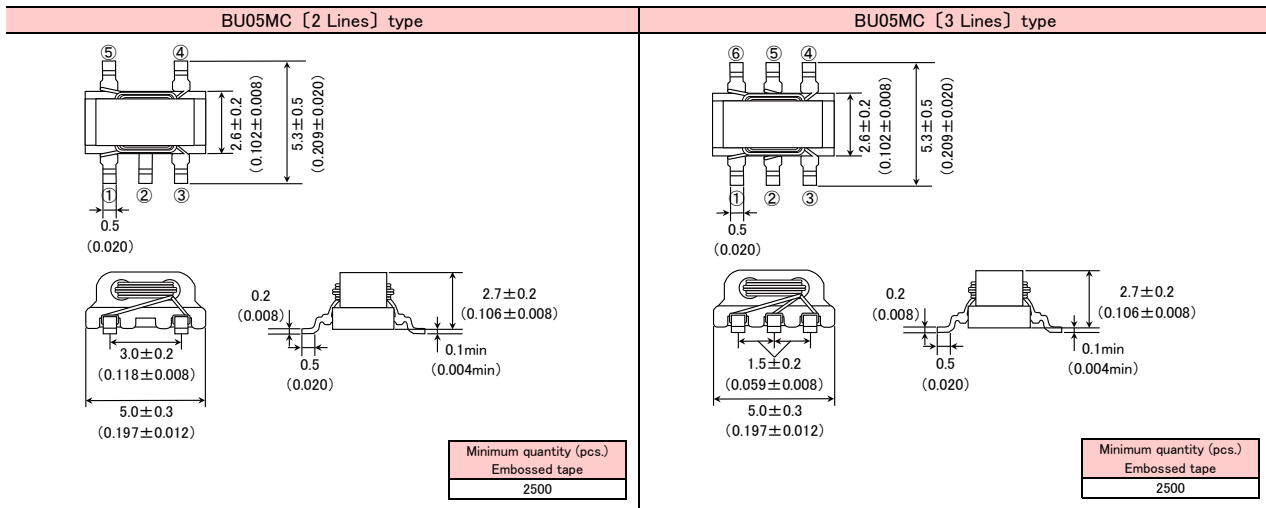 BU05MC〔2 Lines〕type
⑤ ④
2.6±0.2
(0.102±0.008)
5.3±0.5
(0.209±0.020)
① ② ③
0.5
(0.020)
3.0±0.2
(0.118±0.008)
5.0±0.3
(0.197±0.012)
0.2
(0.008)
0.5
(0.020)
2.7±0.2
(0.106±0.008)
0.1min
(0.004min)
Minimum quantity (pcs.)
Embossed tape
2500
BU05MC〔3 Lines〕type
⑥ ⑤ ④
2.6±0.2
(0.102±0.008)
5.3±0.5
(0.209±0.020)
① ② ③
0.5
(0.020)
1.5±0.2
(0.059±0.008)
5.0±0.3
(0.197±0.012)
0.2
(0.008)
0.5
(0.020)
2.7±0.2
(0.106±0.008)
0.1min
(0.004min)
Minimum quantity (pcs.)
Embossed tape
2500